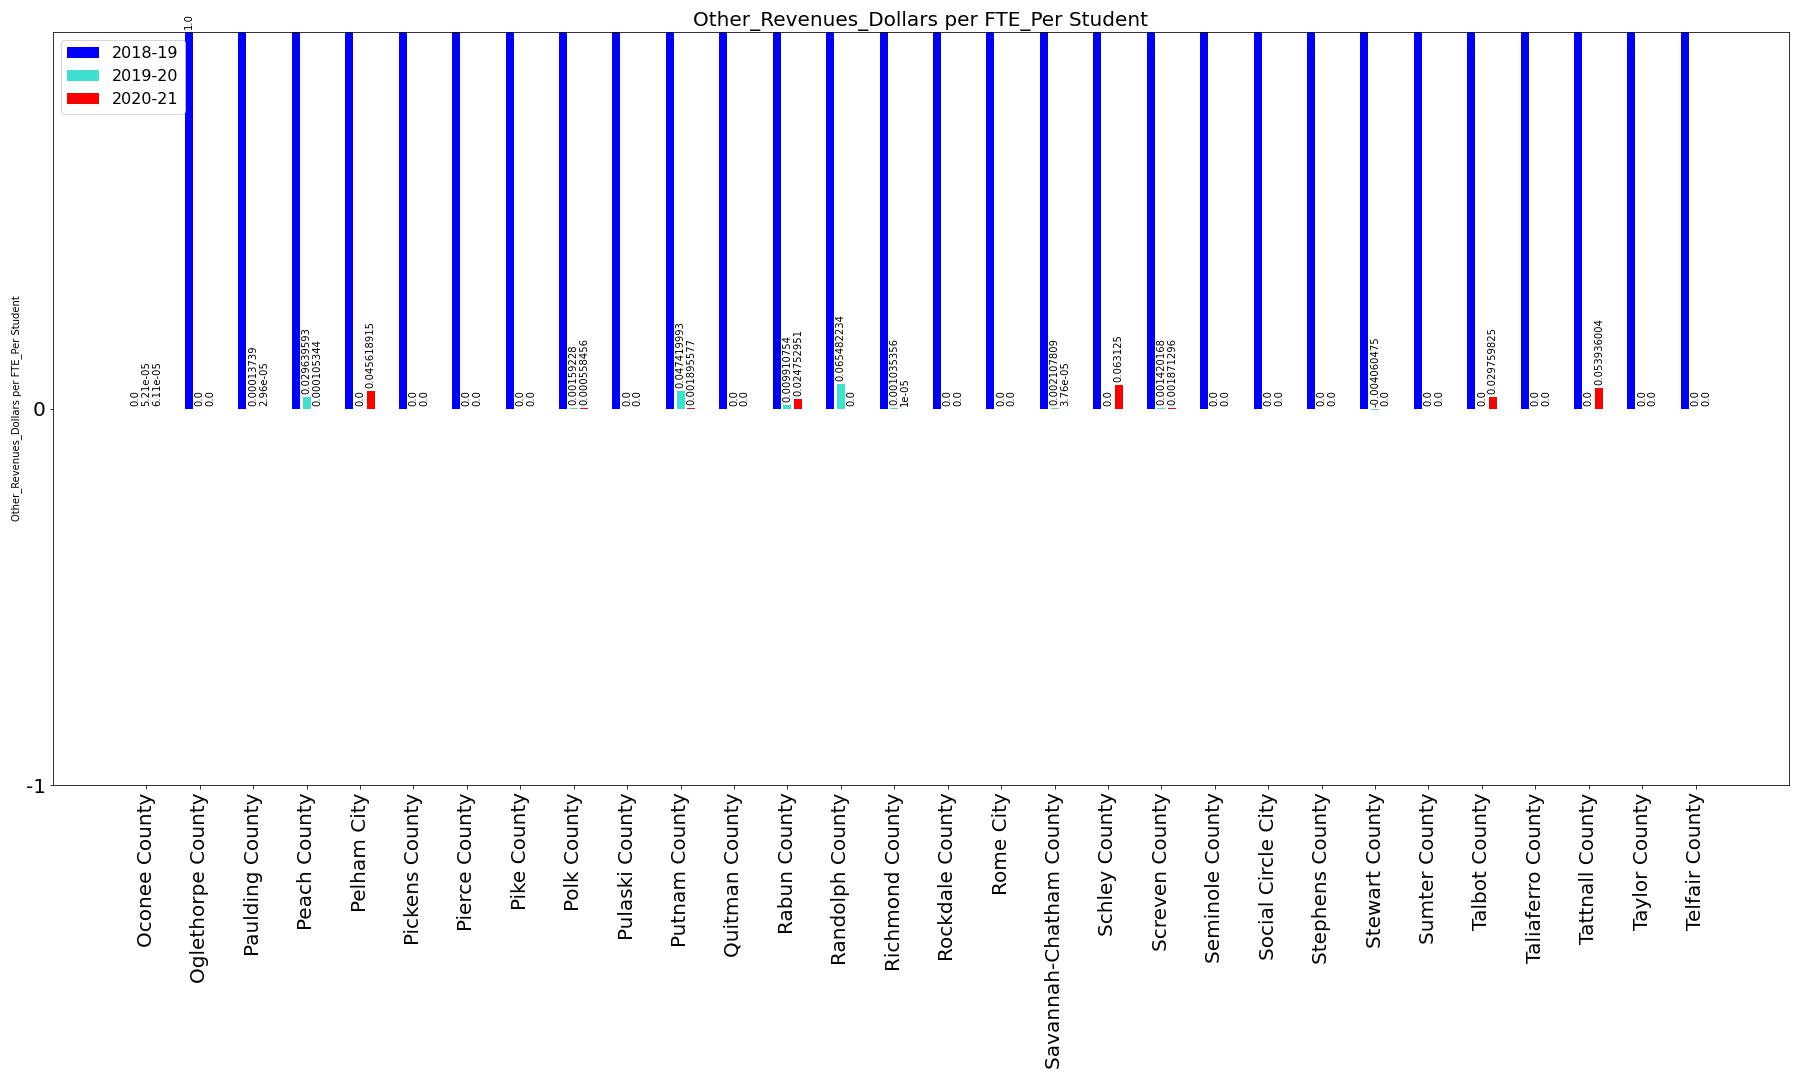 Other_Revenues_Dollars per FTE_Per Student
1.0
2018-19
2019-20
2020-21
Other_Revenues_Dollars per FTE_Per Student
0
-1
0.0
5.21e-05
6.11e-05
0.0
0.0
0.00013739
2.96e-05
0.029639593
0.000105344
0.0
0.045618915
0.0
0.0
0.0
0.0
0.0
0.0
0.00159228
0.000558456
0.0
0.0
0.047419993
0.001895577
0.0
0.0
0.009910754
0.024752951
0.065482234
0.0
0.001035356
1e-05
0.0
0.0
0.0
0.0
0.002107809
3.76e-05
0.0
0.063125
0.001420168
0.001871296
0.0
0.0
0.0
0.0
0.0
0.0
-0.004060475
0.0
0.0
0.0
0.0
0.029759825
0.0
0.0
0.0
0.053936004
0.0
0.0
0.0
0.0
Oconee County
Oglethorpe County
Paulding County
Peach County
Pelham City
Pickens County
Pierce County
Pike County
Polk County
Pulaski County
Putnam County
Quitman County
Rabun County
Randolph County
Richmond County
Rockdale County
Rome City
Savannah-Chatham County
Schley County
Screven County
Seminole County
Social Circle City
Stephens County
Stewart County
Sumter County
Talbot County
Taliaferro County
Tattnall County
Taylor County
Telfair County